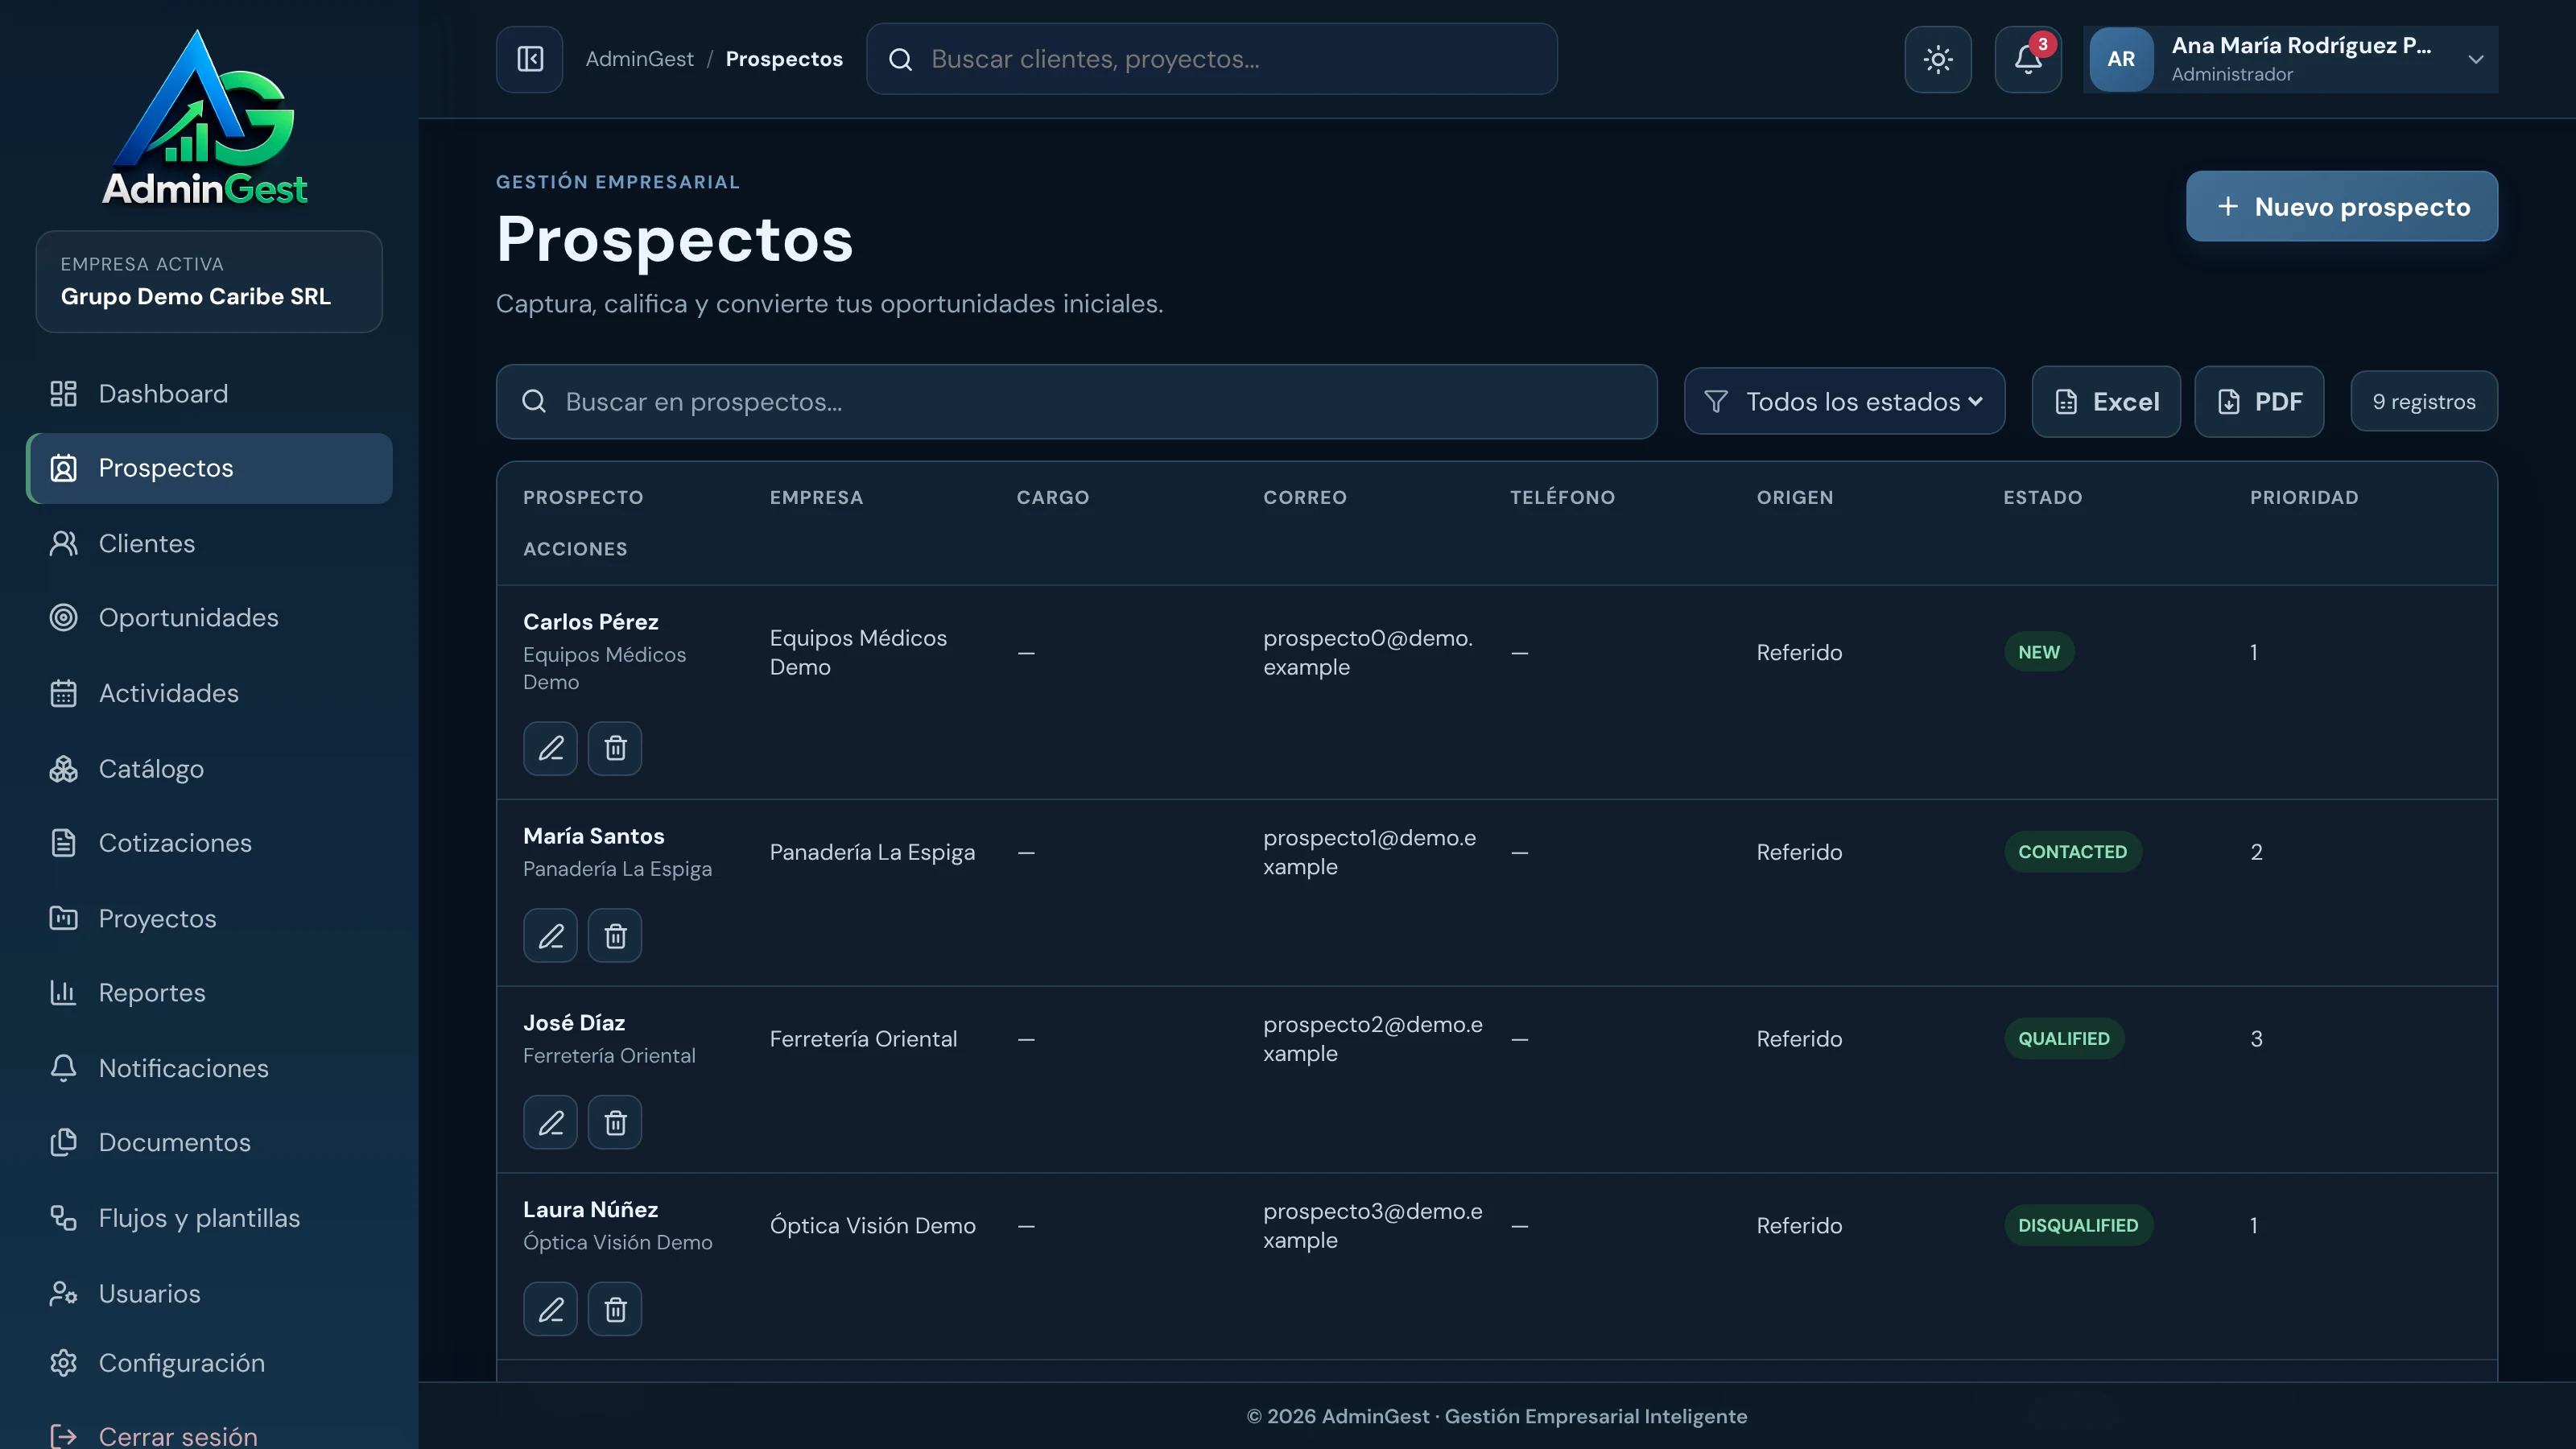 AdminGest
EMPRESA ACTIVA
Grupo Demo Caribe SRL
Dashboard
Prospectos
Clientes
Oportunidades
Actividades
Catálogo
Cotizaciones
Proyectos
Reportes
Notificaciones
Documentos
Flujos y plantillas
Usuarios
Configuración
Cerrar sesión
AdminGest / Prospectos
Buscar clientes, proyectos...
3
AR
Ana María Rodríguez P...
Administrador
GESTIÓN EMPRESARIAL
Prospectos
Captura, califica y convierte tus oportunidades iniciales.
+ Nuevo prospecto
Buscar en prospectos...
Todos los estados
Excel
PDF
9 registros
PROSPECTO EMPRESA CARGO CORREO TELÉFONO ORIGEN ESTADO PRIORIDAD
ACCIONES
Carlos Pérez
Equipos Médicos
Demo
Equipos Médicos
Demo
—
prospecto0@demo.
example
—
Referido
NEW
1
María Santos
Panadería La Espiga
Panadería La Espiga
—
prospecto1@demo.e
xample
—
Referido
CONTACTED
2
José Díaz
Ferretería Oriental
Ferretería Oriental
—
prospecto2@demo.e
xample
—
Referido
QUALIFIED
3
Laura Núñez
Óptica Visión Demo
Óptica Visión Demo
—
prospecto3@demo.e
xample
—
Referido
DISQUALIFIED
1
© 2026 AdminGest · Gestión Empresarial Inteligente